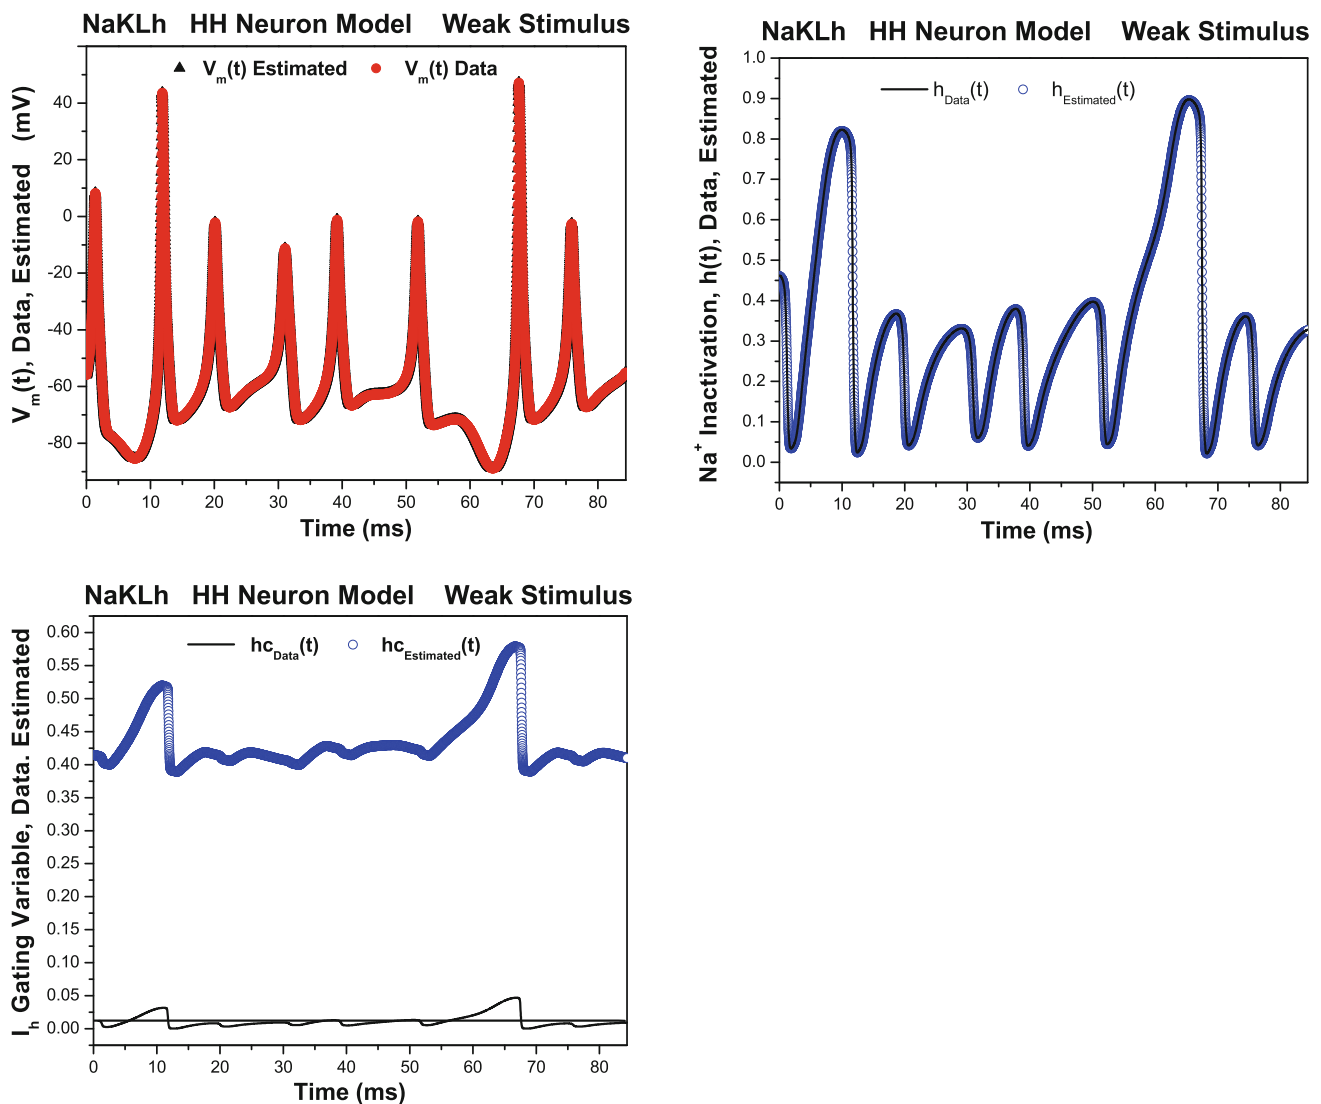 NaKLh HH Neuron Model Weak Stimulus
V_m(t) Estimated V_m(t) Data
V_m(t), Data, Estimated (mV)
40
20
0
-20
-40
-60
-80
0 10 20 30 40 50 60 70 80
Time (ms)
NaKLh HH Neuron Model Weak Stimulus
h_Data(t) h_Estimated(t)
Na⁺ Inactivation, h(t), Data, Estimated
1.0
0.9
0.8
0.7
0.6
0.5
0.4
0.3
0.2
0.1
0.0
0 10 20 30 40 50 60 70 80
Time (ms)
NaKLh HH Neuron Model Weak Stimulus
hc_Data(t) hc_Estimated(t)
I_h Gating Variable, Data. Estimated
0.60
0.55
0.50
0.45
0.40
0.35
0.30
0.25
0.20
0.15
0.10
0.05
0.00
0 10 20 30 40 50 60 70 80
Time (ms)